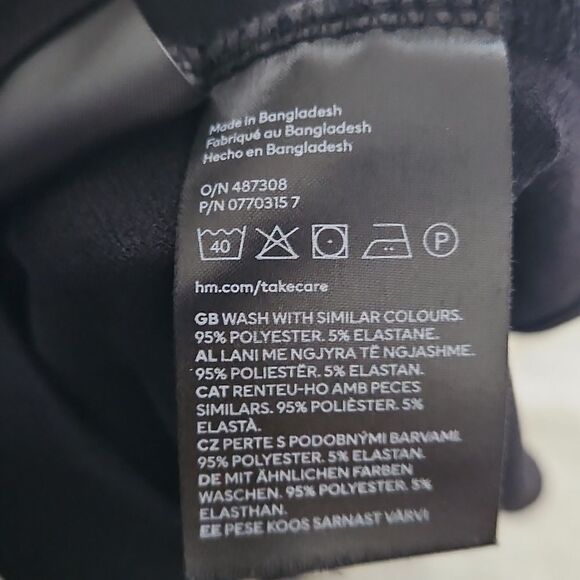 Made in Bangladesh
Fabriqué au Bangladesh
Hecho en Bangladesh
O/N 487308
P/N 0770315 7
40 P
hm.com/takecare
GB WASH WITH SIMILAR COLOURS.
95% POLYESTER. 5% ELASTANE.
AL LANI ME NGJYRA TË NGJASHME.
95% POLIESTËR. 5% ELASTAN.
CAT RENTEU-HO AMB PECES
SIMILARS. 95% POLIÈSTER. 5%
ELASTÀ.
CZ PERTE S PODOBNÝMI BARVAMI.
95% POLYESTER. 5% ELASTAN.
DE MIT ÄHNLICHEN FARBEN
WASCHEN. 95% POLYESTER. 5%
ELASTHAN.
EE PESE KOOS SARNAST VÄRVI